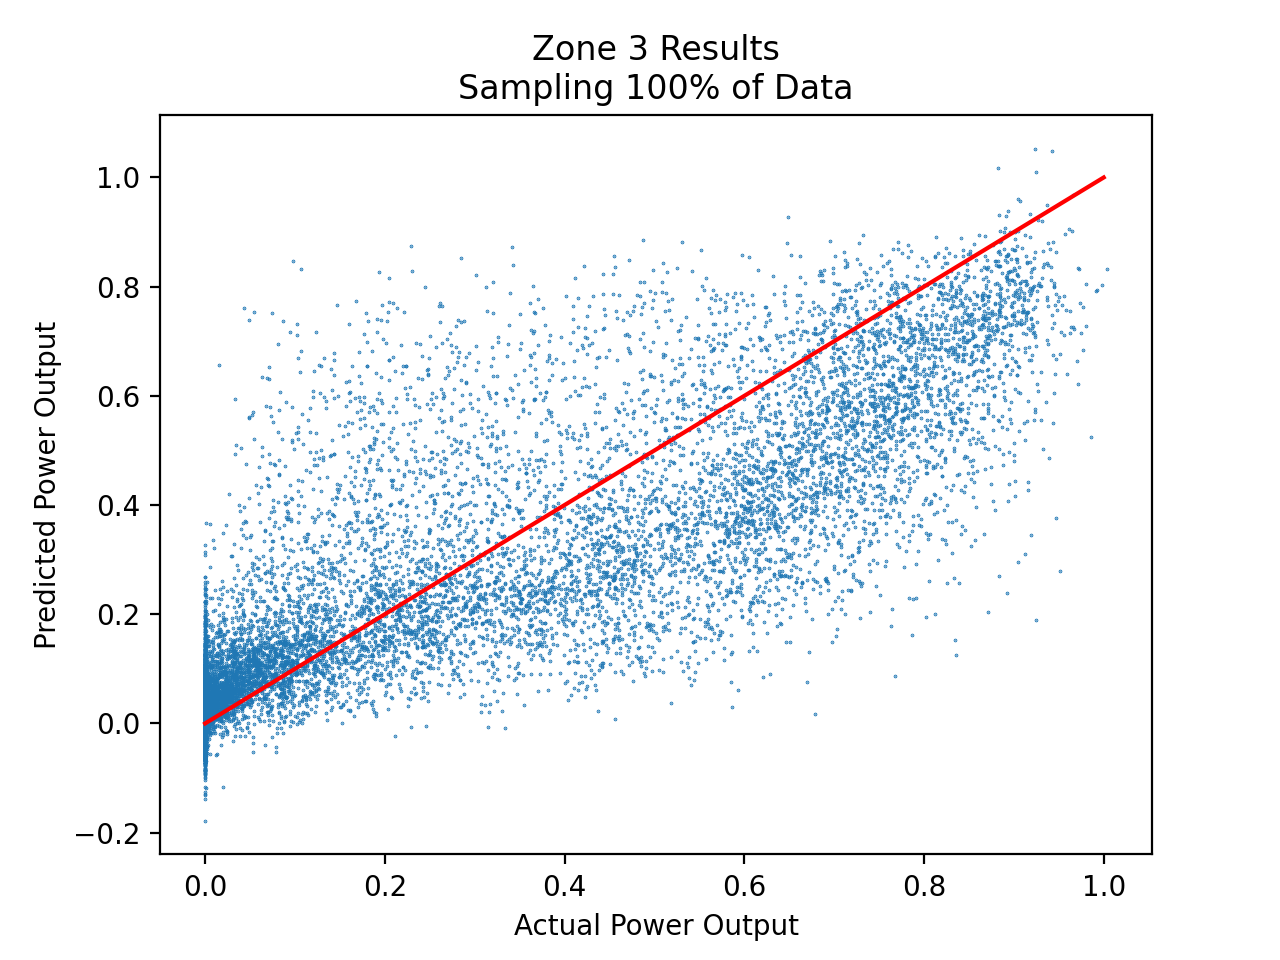 Zone 3 Results
Sampling 100% of Data
Predicted Power Output
1.0
0.8
0.6
0.4
0.2
0.0
−0.2
0.0 0.2 0.4 0.6 0.8 1.0
Actual Power Output